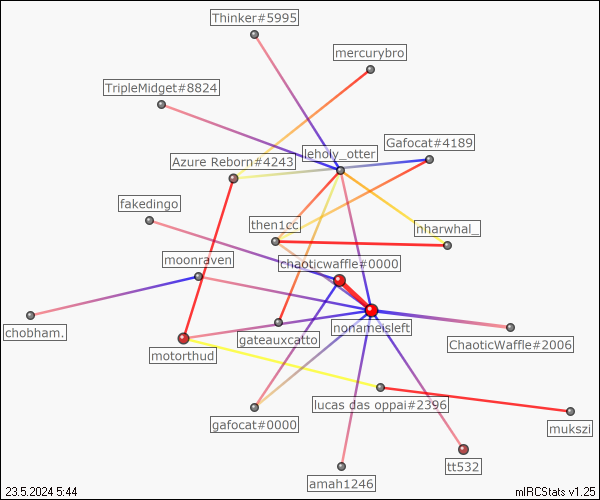 Thinker#5995
mercurybro
TripleMidget#8824
Gafocat#4189
leholy_otter
Azure Reborn#4243
fakedingo
then1cc
nharwhal_
moonraven
chaoticwaffle#0000
chobham.
nonameisleft
gateauxcatto
ChaoticWaffle#2006
motorthud
lucas das oppai#2396
gafocat#0000
mukszi
tt532
amah1246
23.5.2024 5:44
mIRCStats v1.25